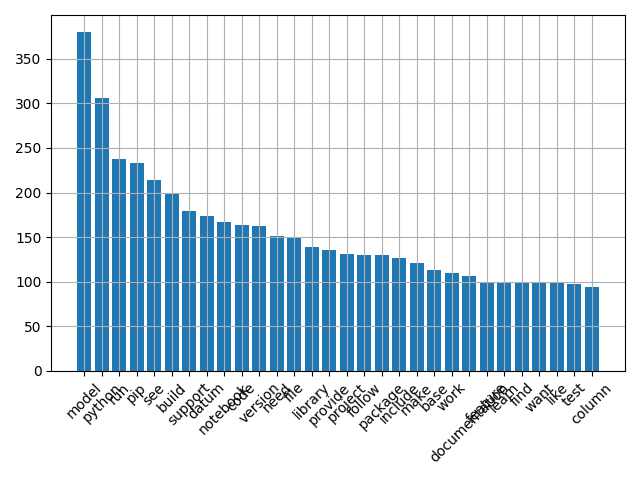 350
300
250
200
150
100
50
0
model
python
run
pip
see
build
support
datum
notebook
code
version
need
file
library
provide
project
follow
package
include
make
base
work
documentation
feature
learn
find
want
like
test
column